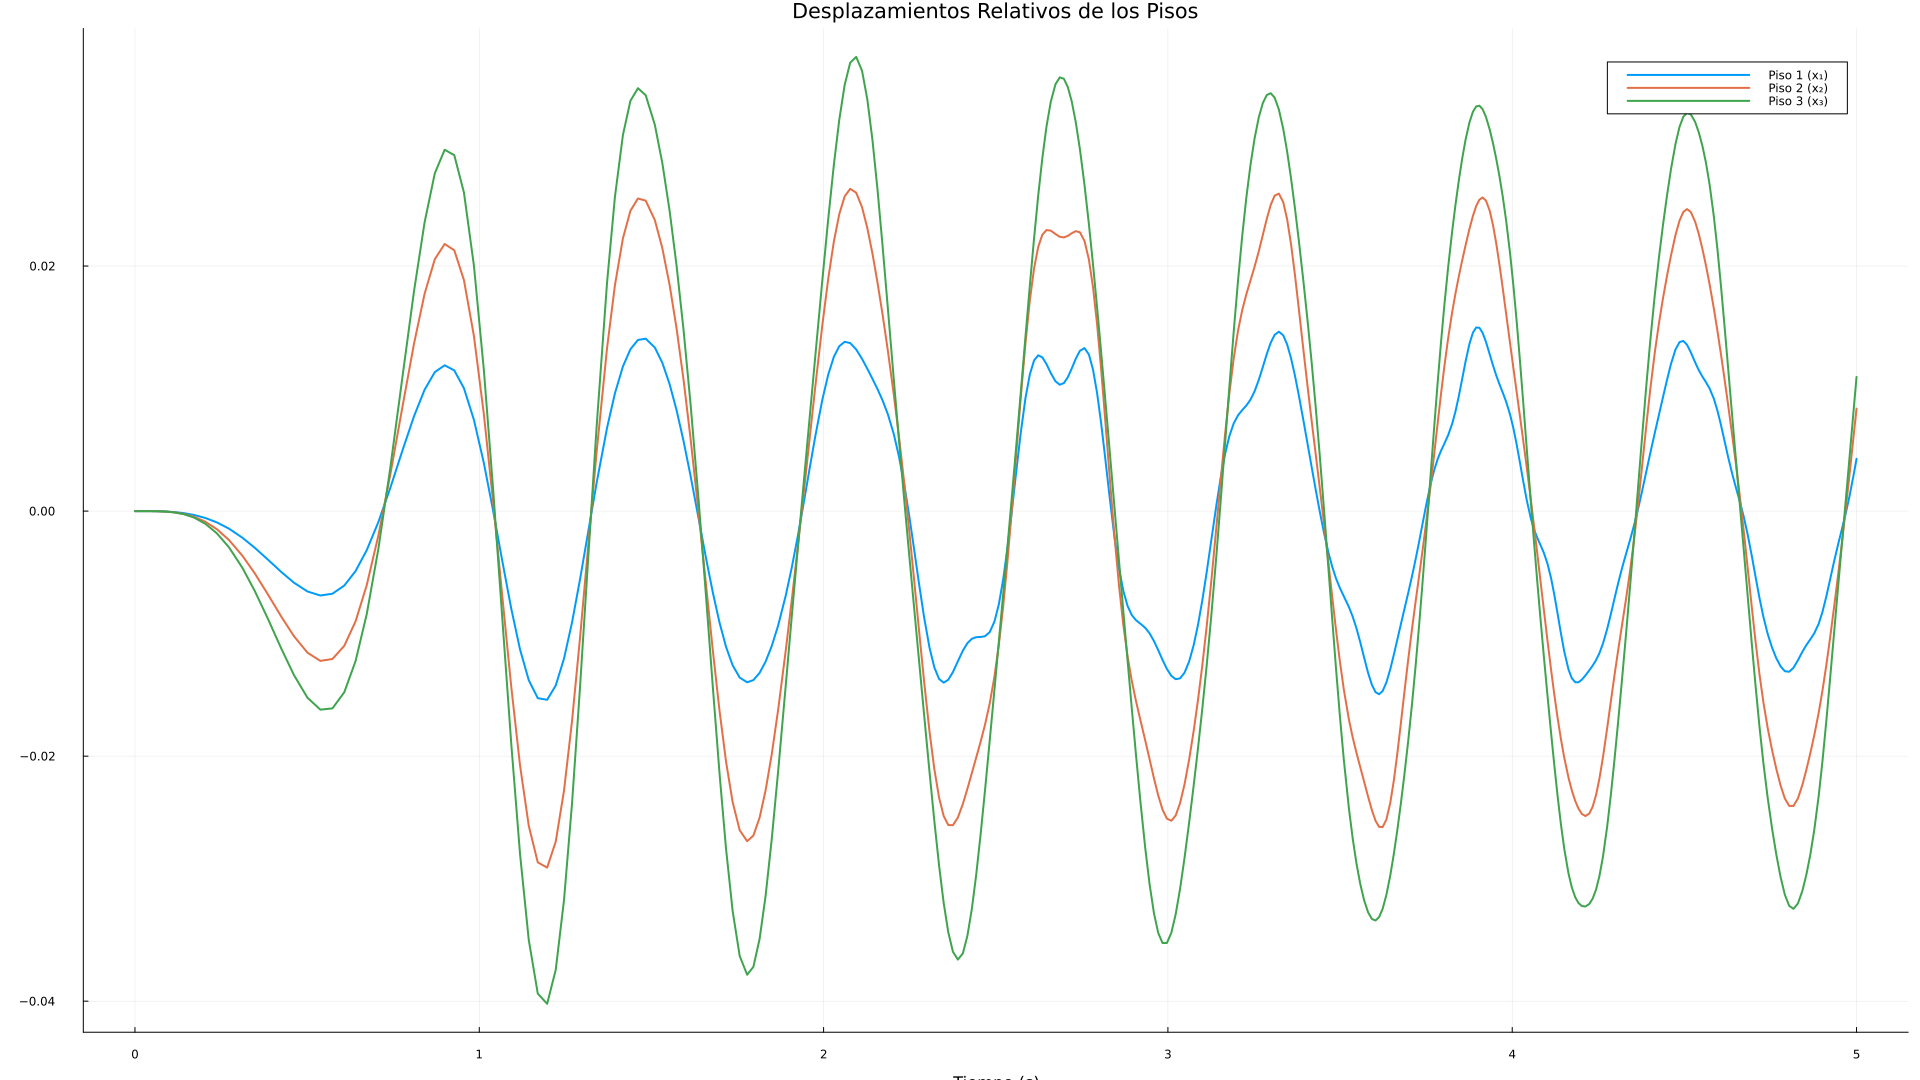 Desplazamientos Relativos de los Pisos
Piso 1 (x₁)
Piso 2 (x₂)
Piso 3 (x₃)
0.02
0.00
−0.02
−0.04
0 1 2 3 4 5
Tiempo (s)